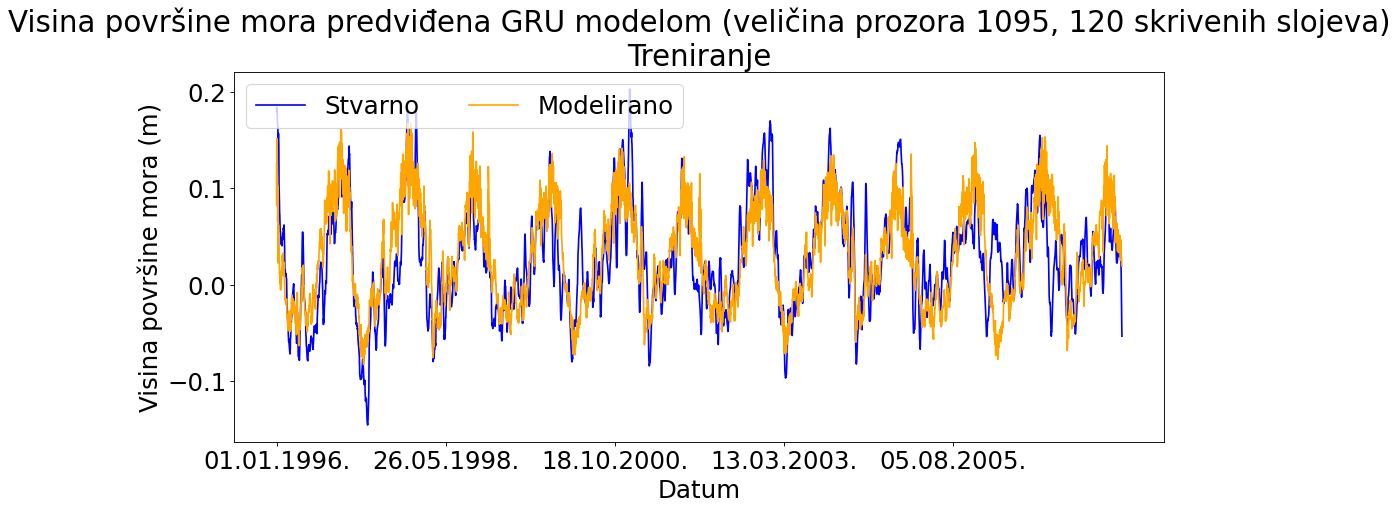 Visina površine mora predviđena GRU modelom (veličina prozora 1095, 120 skrivenih slojeva)
Treniranje
Stvarno Modelirano
Visina površine mora (m)
0.2
0.1
0.0
−0.1
01.01.1996. 26.05.1998. 18.10.2000. 13.03.2003. 05.08.2005.
Datum